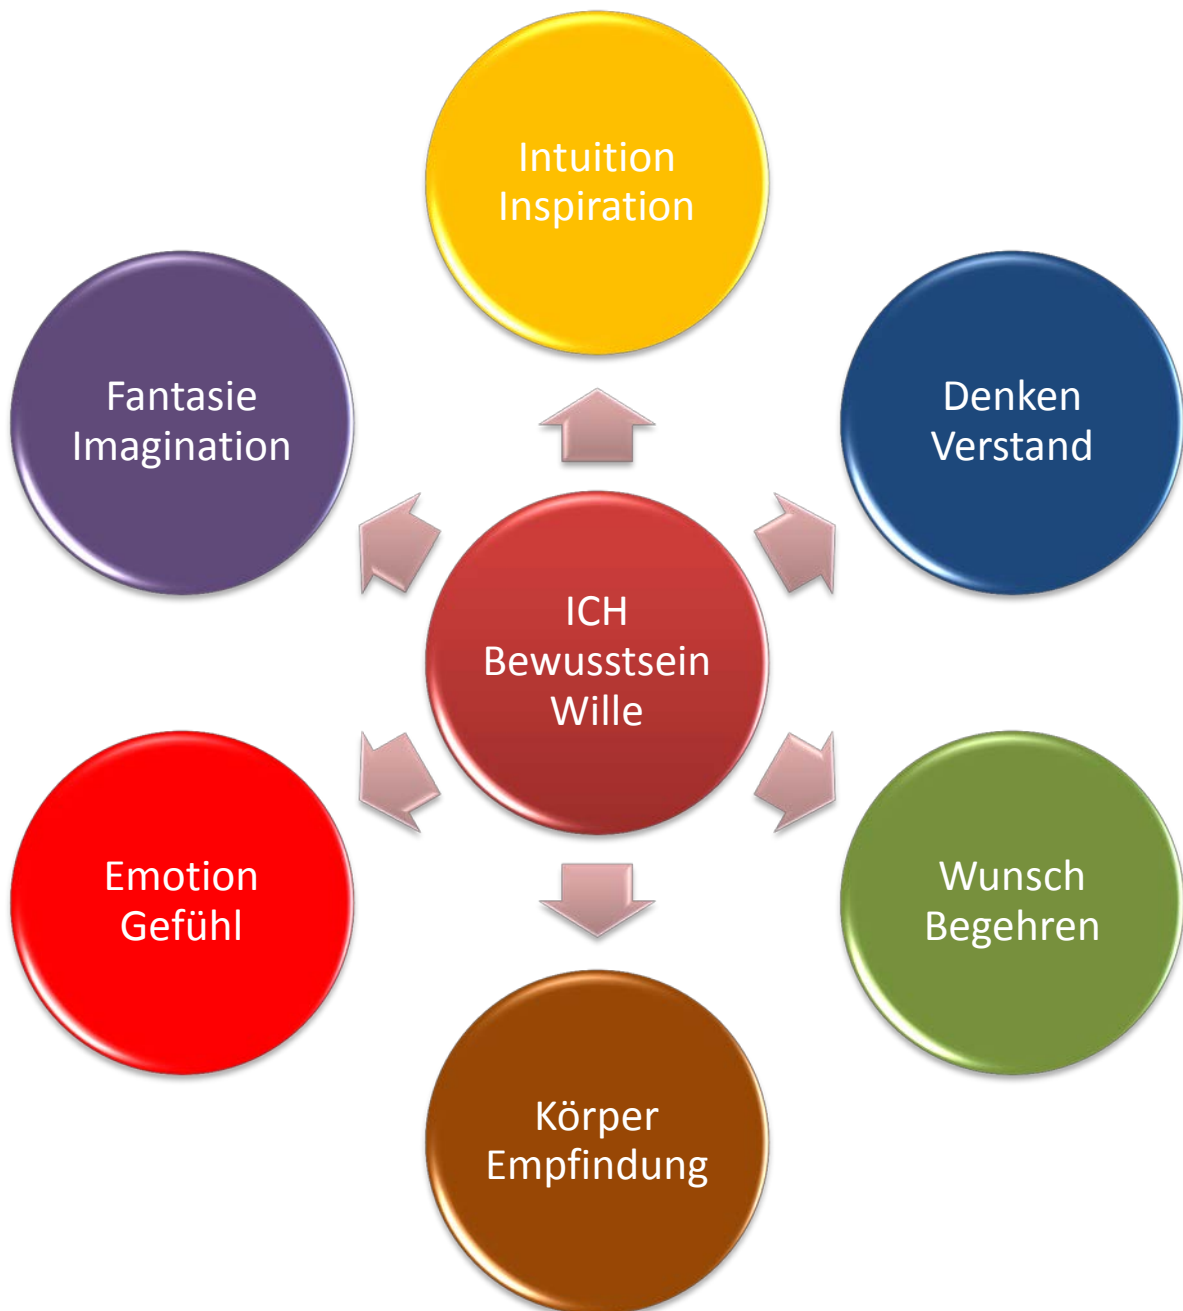 Intuition
Inspiration
Fantasie
Imagination
Denken
Verstand
ICH
Bewusstsein
Wille
Emotion
Gefühl
Wunsch
Begehren
Körper
Empfindung